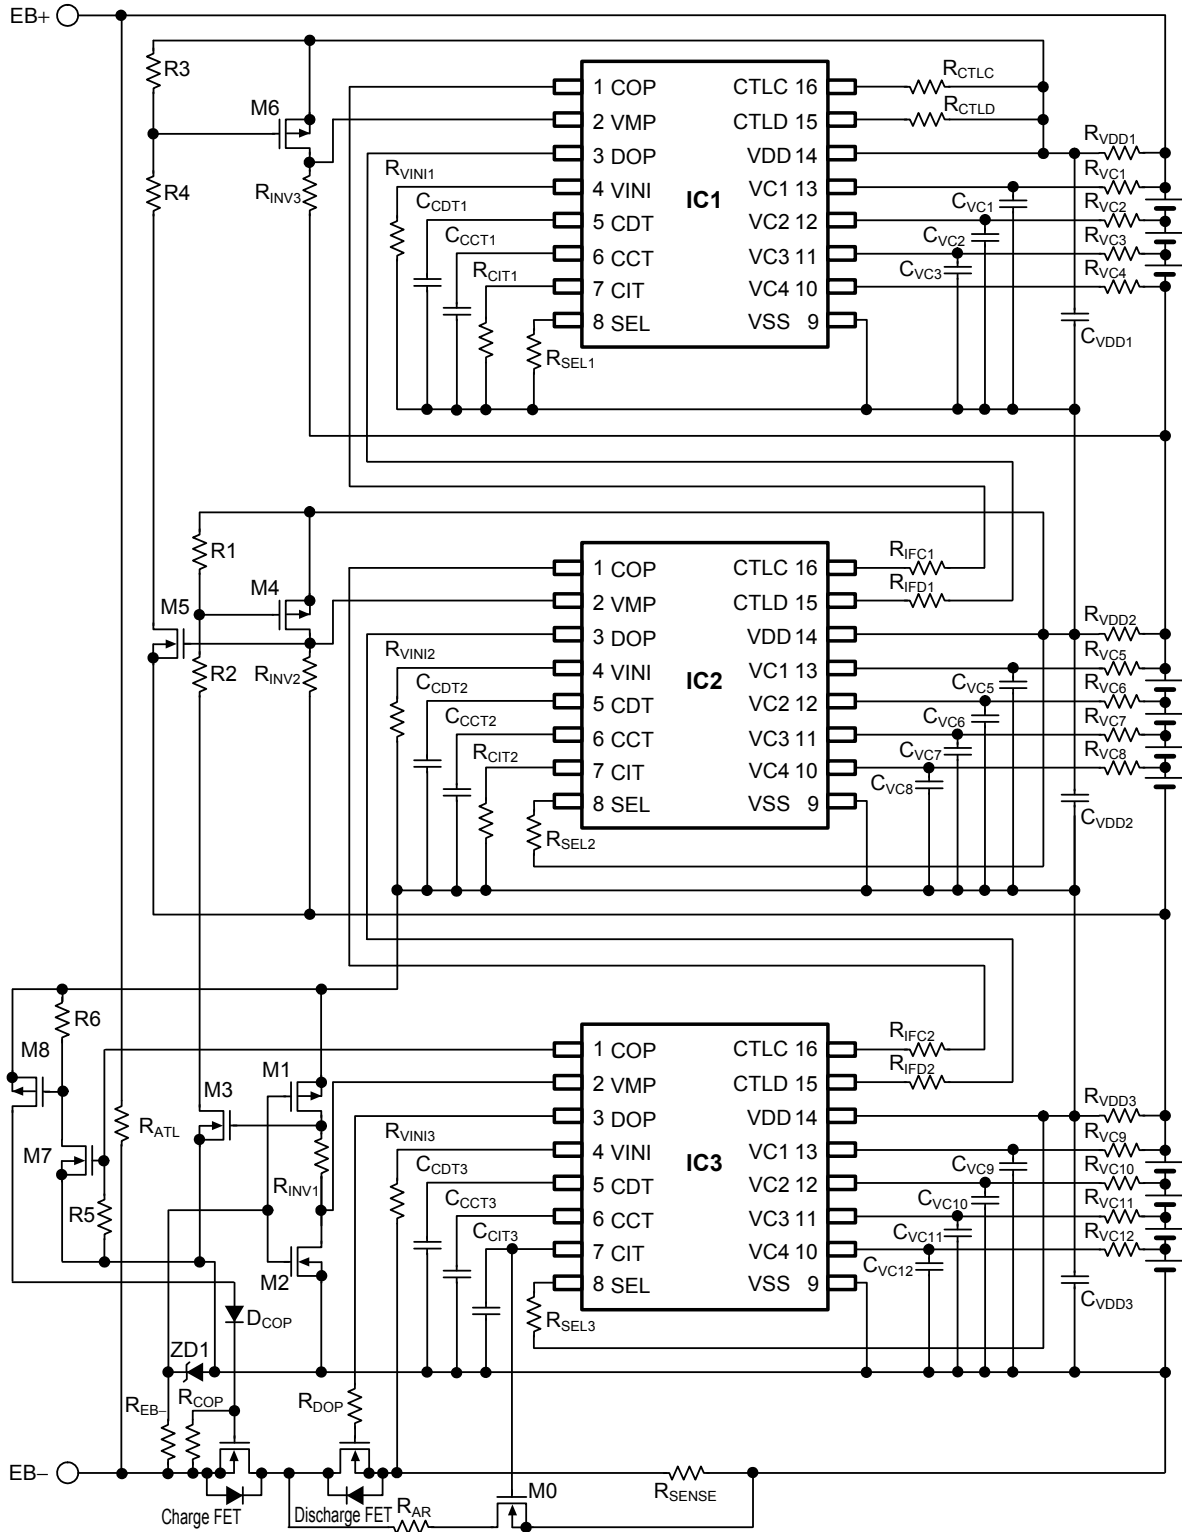 EB+
R3
M6
R4
RINV3
RVINI1
CCDT1
CCCT1
RCIT1
RSEL1
1 COP
2 VMP
3 DOP
4 VINI
5 CDT
6 CCT
7 CIT
8 SEL
IC1
CTLC 16
CTLD 15
VDD 14
VC1 13
VC2 12
VC3 11
VC4 10
VSS 9
RCTLC
RCTLD
RVDD1
RVC1
RVC2
RVC3
RVC4
CVC1
CVC2
CVC3
CVDD1
R1
M4
M5
R2
RINV2
RVINI2
CCDT2
CCCT2
RCIT2
RSEL2
1 COP
2 VMP
3 DOP
4 VINI
5 CDT
6 CCT
7 CIT
8 SEL
IC2
CTLC 16
CTLD 15
VDD 14
VC1 13
VC2 12
VC3 11
VC4 10
VSS 9
RIFC1
RIFD1
RVDD2
RVC5
RVC6
RVC7
RVC8
CVC5
CVC6
CVC7
CVC8
CVDD2
R6
M8
M1
M3
RATL
M7
RINV1
R5
M2
DCOP
ZD1
RVINI3
CCDT3
CCCT3
CCIT3
RSEL3
1 COP
2 VMP
3 DOP
4 VINI
5 CDT
6 CCT
7 CIT
8 SEL
IC3
CTLC 16
CTLD 15
VDD 14
VC1 13
VC2 12
VC3 11
VC4 10
VSS 9
RIFC2
RIFD2
RVDD3
RVC9
RVC10
RVC11
RVC12
CVC9
CVC10
CVC11
CVC12
CVDD3
REB−
RCOP
RDOP
EB−
Charge FET
Discharge FET
RAR
M0
RSENSE